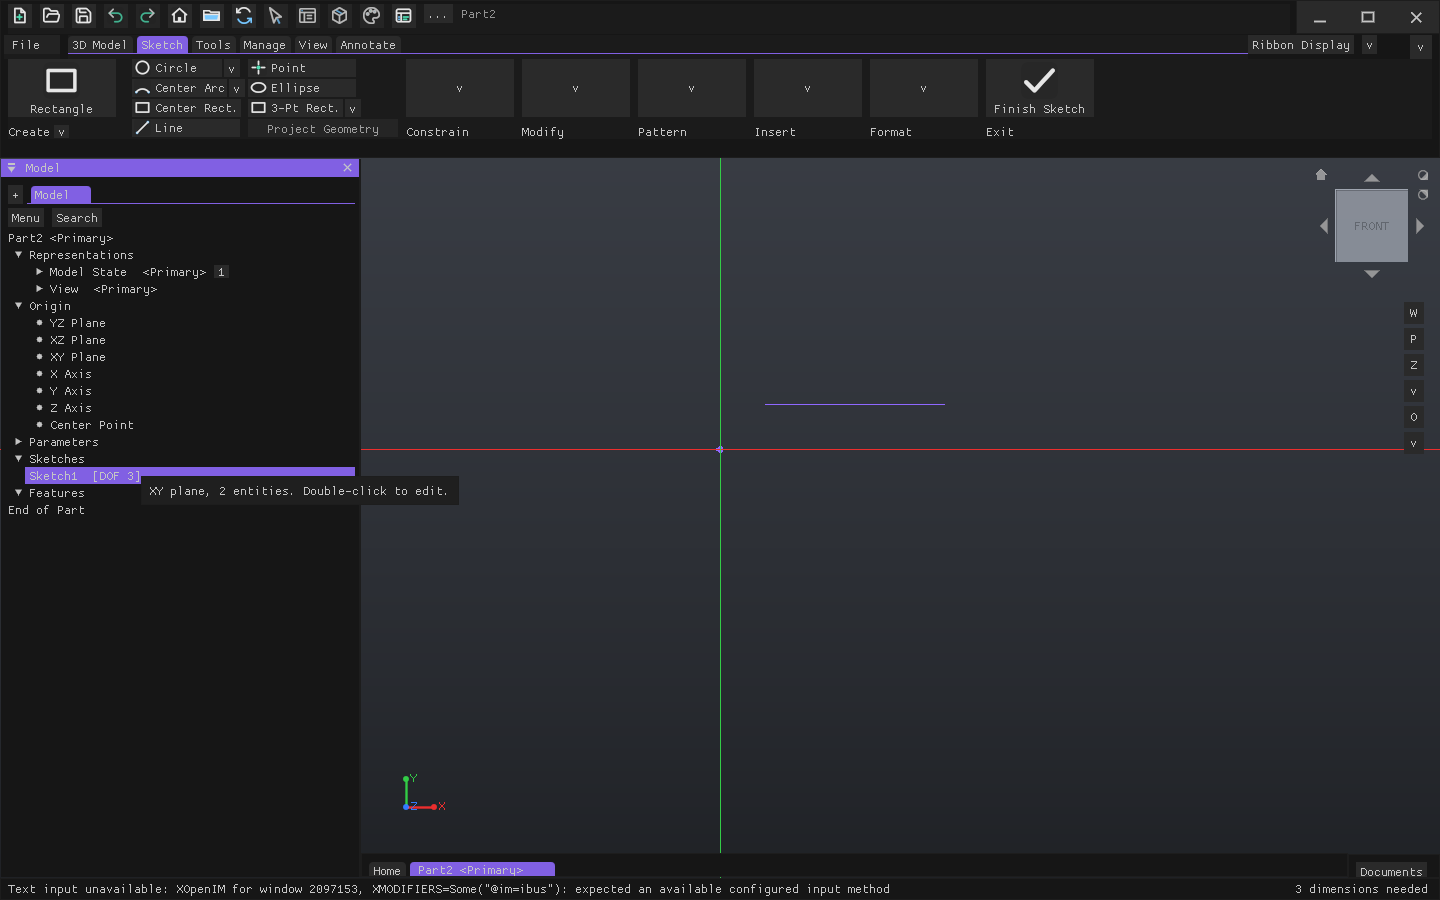 ... Part2
File 3D Model Sketch Tools Manage View Annotate Ribbon Display v v
Rectangle
Create v
Circle v
Center Arc v
Center Rect.
Line
Point
Ellipse
3-Pt Rect. v
Project Geometry
v
Constrain
v
Modify
v
Pattern
v
Insert
v
Format
Finish Sketch
Exit
Model
+ Model
Menu Search
Part2 <Primary>
Representations
Model State <Primary> 1
View <Primary>
Origin
YZ Plane
XZ Plane
XY Plane
X Axis
Y Axis
Z Axis
Center Point
Parameters
Sketches
Sketch1 [DOF 3]
XY plane, 2 entities. Double-click to edit.
Features
End of Part
FRONT
W
P
Z
v
O
v
Y
Z X
Home Part2 <Primary> Documents
Text input unavailable: XOpenIM for window 2097153, XMODIFIERS=Some("@im=ibus"): expected an available configured input method 3 dimensions needed